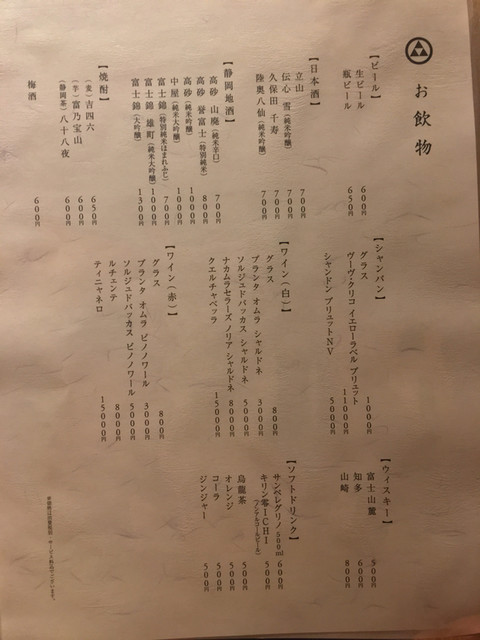 お飲物
【ビール】
生ビール 600円
瓶ビール 650円
【日本酒】
立山 700円
伝心 雪(純米吟醸) 700円
久保田 千寿 700円
陸奥八仙(純米吟醸) 700円
【静岡地酒】
高砂 山廃(純米辛口) 700円
高砂 誉富士(特別純米) 800円
高砂(純米吟醸) 1000円
中屋(純米大吟醸) 1000円
富士錦(特別純米ほまれふじ) 700円
富士錦 雄町(純米大吟醸) 1000円
富士錦(大吟醸) 1300円
【焼酎】
(麦)吉四六 650円
(芋)富乃宝山 600円
(静岡茶)八十八夜 600円
梅酒 600円
【シャンパン】
グラス 1000円
ヴーヴ・クリコ イエローラベル ブリュット 11000円
シャンドン ブリュットNV 5000円
【ワイン(白)】
グラス 800円
プランタ オムラ シャルドネ 3000円
ソルジュドバッカス シャルドネ 5000円
ナカムラセラーズ ノリア シャルドネ 8000円
クエルチャベッラ 15000円
【ワイン(赤)】
グラス 800円
プランタ オムラ ピノノワール 3000円
ソルジュドバッカス ピノノワール 5000円
ルチェンテ 8000円
ティニャネロ 15000円
【ウィスキー】
富士山麓 500円
知多 600円
山崎 800円
【ソフトドリンク】
サンペレグリノ500ml 600円
キリン零ICHI(ノンアルコールビール) 500円
烏龍茶 500円
オレンジ 500円
コーラ 500円
ジンジャー 500円